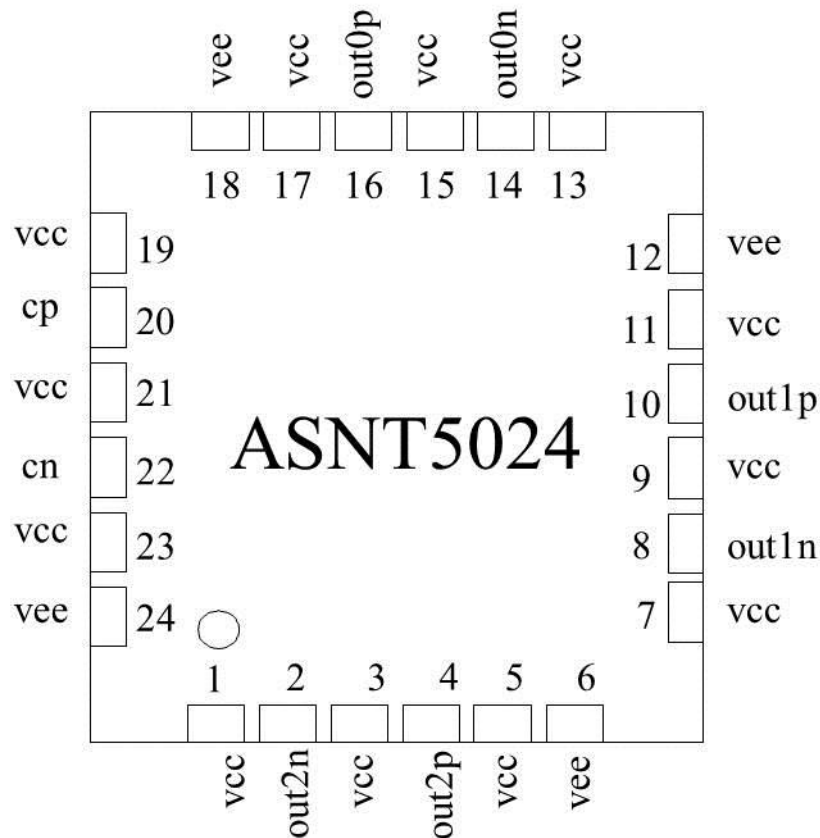 vee vcc out0p vcc out0n vcc
18 17 16 15 14 13
vcc 19 12 vee
cp 20 11 vcc
vcc 21 10 out1p
ASNT5024
cn 22 9 vcc
vcc 23 8 out1n
vee 24 7 vcc
1 2 3 4 5 6
vcc out2n vcc out2p vcc vee